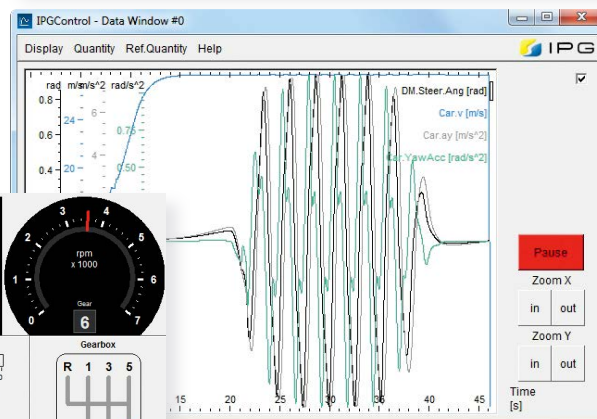 IPGControl - Data Window #0
Display Quantity Ref.Quantity Help
IPG
rad m/s m/s^2 rad/s^2
DM.Steer.Ang [rad]
Car.v [m/s]
Car.ay [m/s^2]
Car.YawAcc [rad/s^2]
0.8
24
6
0.75
0.6
4
0.50
0.4
20
0 1 2 3 4 5 6 7
rpm
x 1000
Gear
6
Gearbox
R 1 3 5
15 20 25 30 35 40 45
Pause
Zoom X
in out
Zoom Y
in out
Time
[s]